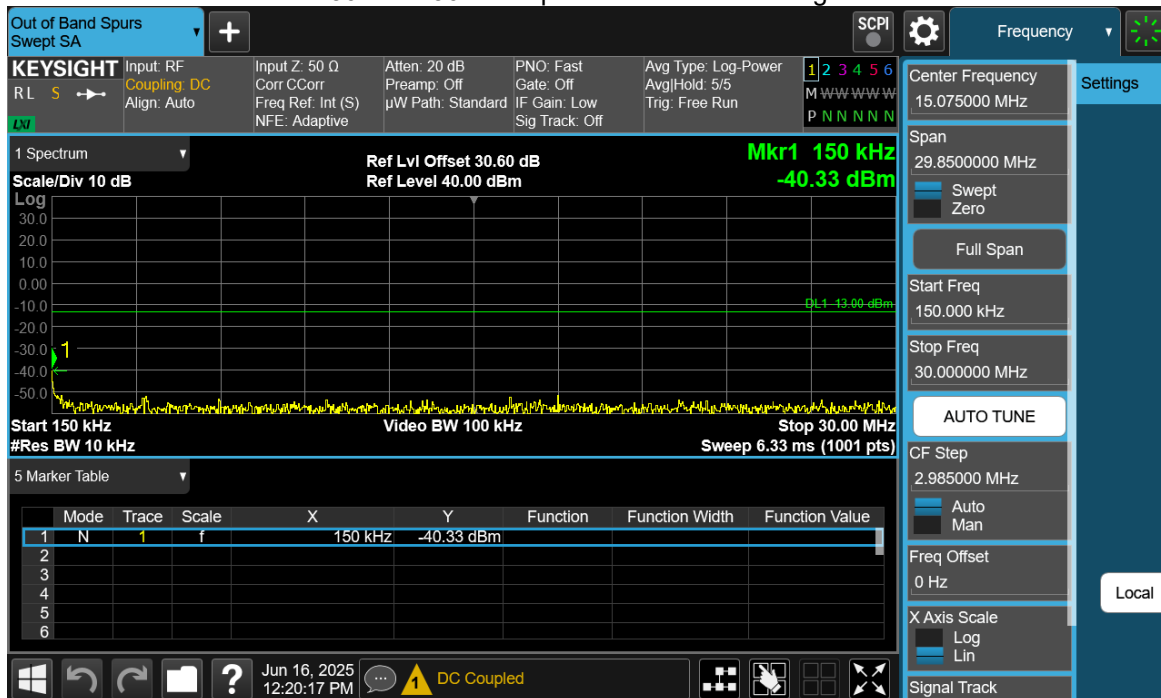 Out of Band Spurs
Swept SA
+
SCPI
Frequency
KEYSIGHT
R L S
LXI
Input: RF
Coupling: DC
Align: Auto
Input Z: 50 Ω
Corr CCorr
Freq Ref: Int (S)
NFE: Adaptive
Atten: 20 dB
Preamp: Off
µW Path: Standard
PNO: Fast
Gate: Off
IF Gain: Low
Sig Track: Off
Avg Type: Log-Power
Avg|Hold: 5/5
Trig: Free Run
1 2 3 4 5 6
M W W W W W
P N N N N N
1 Spectrum
Scale/Div 10 dB
Ref Lvl Offset 30.60 dB
Ref Level 40.00 dBm
Mkr1 150 kHz
-40.33 dBm
Log
30.0
20.0
10.0
0.00
-10.0
-20.0
-30.0
-40.0
-50.0
DL1 -13.00 dBm
1
Start 150 kHz
Video BW 100 kHz
Stop 30.00 MHz
#Res BW 10 kHz
Sweep 6.33 ms (1001 pts)
5 Marker Table
Mode Trace Scale X Y Function Function Width Function Value
1 N 1 f 150 kHz -40.33 dBm
2
3
4
5
6
Center Frequency
15.075000 MHz
Span
29.8500000 MHz
Swept
Zero
Full Span
Start Freq
150.000 kHz
Stop Freq
30.000000 MHz
AUTO TUNE
CF Step
2.985000 MHz
Auto
Man
Freq Offset
0 Hz
X Axis Scale
Log
Lin
Signal Track
Settings
Local
?
Jun 16, 2025
12:20:17 PM
1
DC Coupled